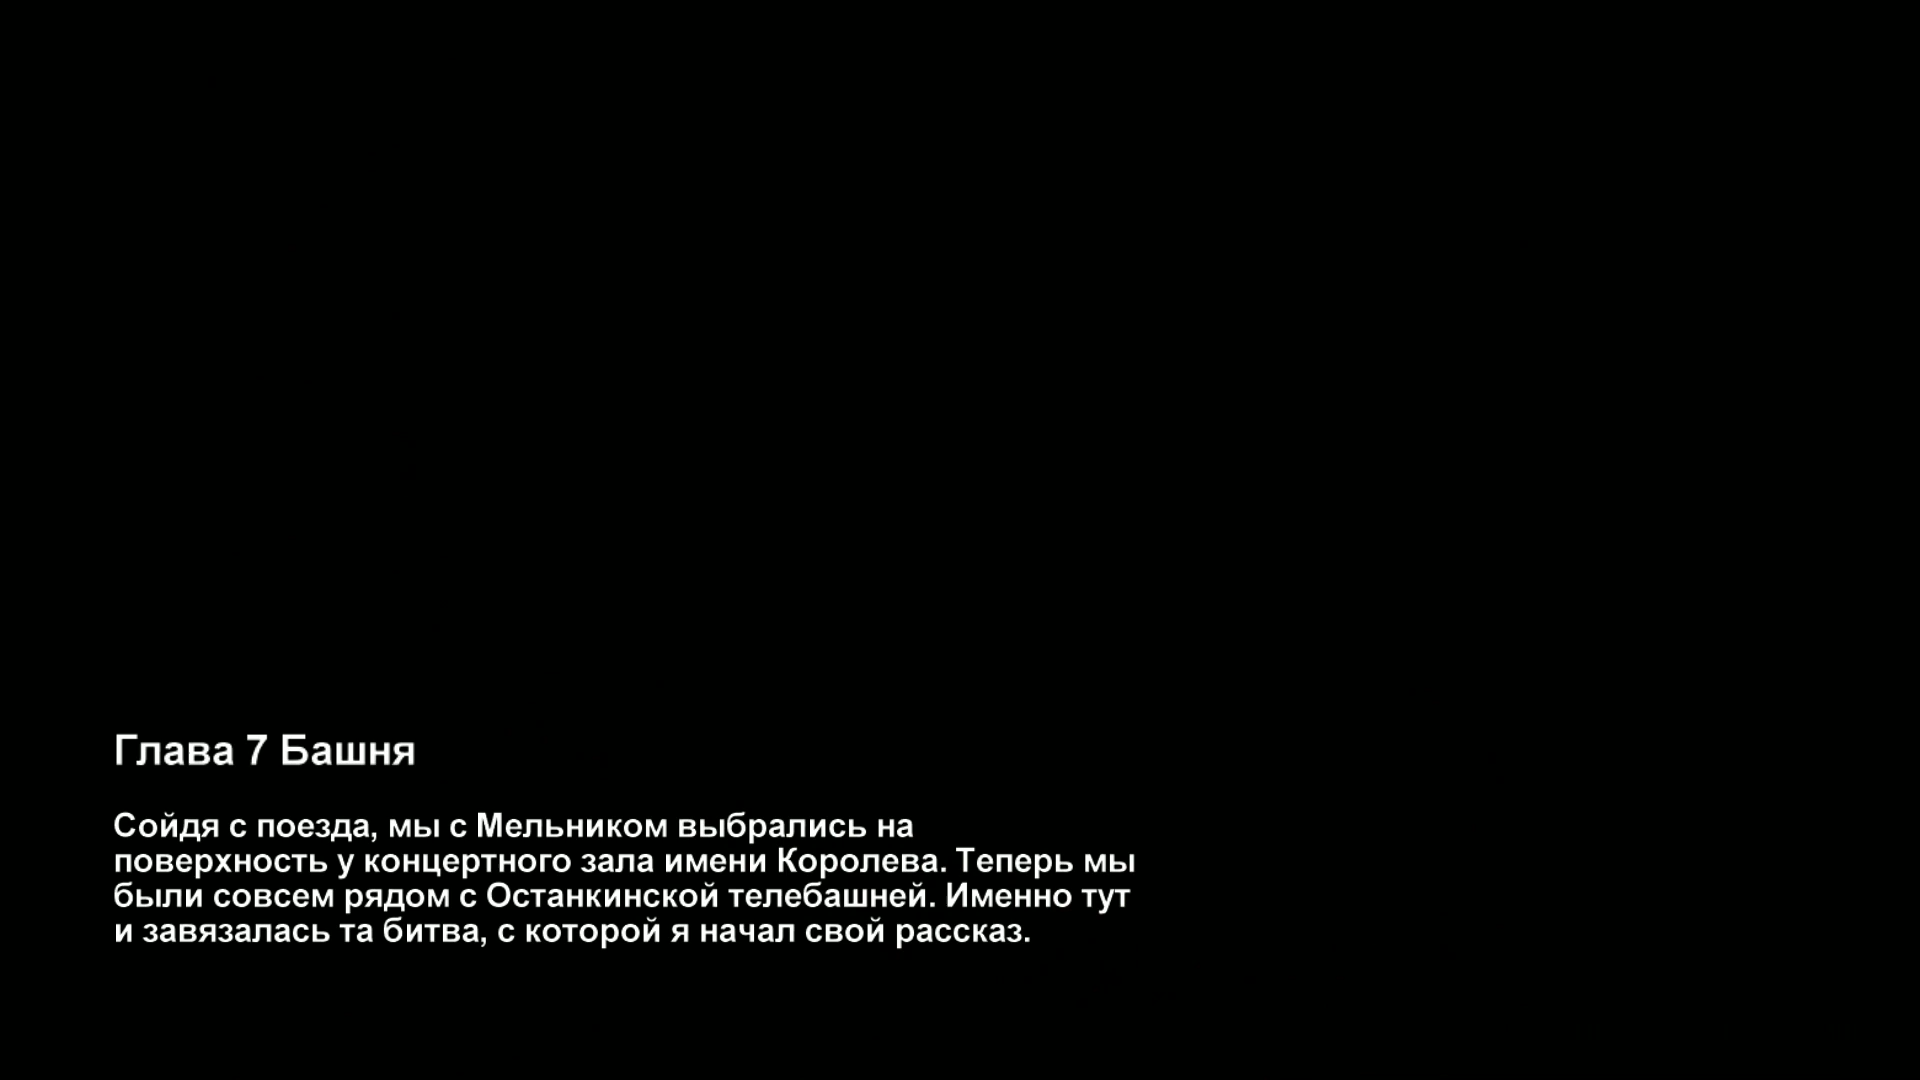 Глава 7 Башня
Сойдя с поезда, мы с Мельником выбрались на
поверхность у концертного зала имени Королева. Теперь мы
были совсем рядом с Останкинской телебашней. Именно тут
и завязалась та битва, с которой я начал свой рассказ.